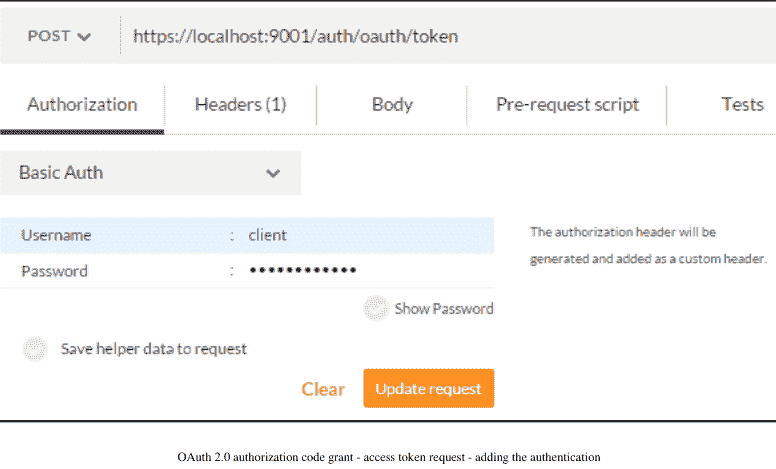 POST https://localhost:9001/auth/oauth/token
Authorization Headers (1) Body Pre-request script Tests
Basic Auth
Username : client
The authorization header will be
generated and added as a custom header.
Password : ••••••••••••
Show Password
Save helper data to request
Clear Update request
OAuth 2.0 authorization code grant - access token request - adding the authentication